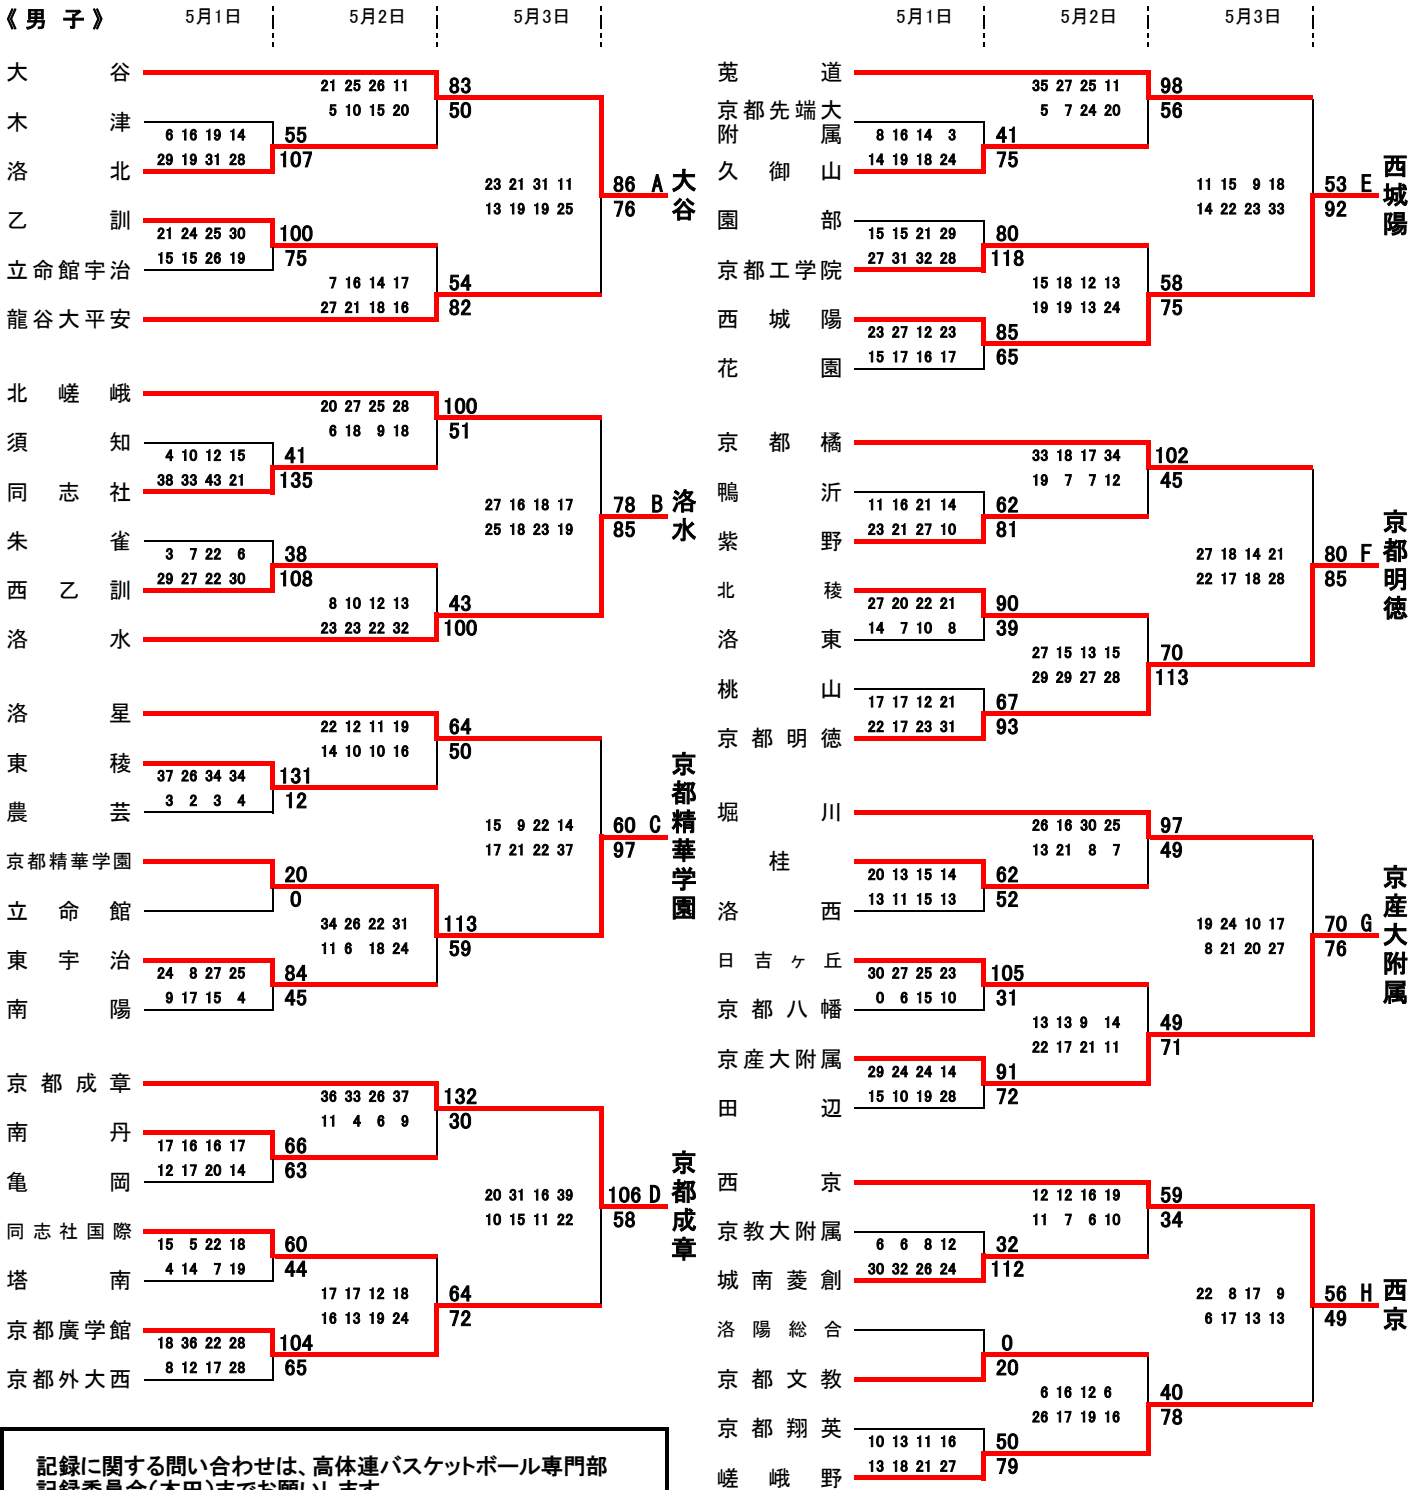 《 男 子 》 5月1日 5月2日 5月3日
大谷
21 25 26 11 83
5 10 15 20 50
木津
6 16 19 14 55
29 19 31 28 107
洛北
23 21 31 11 86 A 大谷
13 19 19 25 76
乙訓
21 24 25 30 100
15 15 26 19 75
立命館宇治
7 16 14 17 54
27 21 18 16 82
龍谷大平安
北嵯峨
20 27 25 28 100
6 18 9 18 51
須知
4 10 12 15 41
38 33 43 21 135
同志社
27 16 18 17 78 B 洛水
25 18 23 19 85
朱雀
3 7 22 6 38
29 27 22 30 108
西乙訓
8 10 12 13 43
23 23 22 32 100
洛水
洛星
22 12 11 19 64
14 10 10 16 50
東稜
37 26 34 34 131
3 2 3 4 12
農芸
15 9 22 14 60 C 京都精華学園
17 21 22 37 97
京都精華学園
20
0
立命館
34 26 22 31 113
11 6 18 24 59
東宇治
24 8 27 25 84
9 17 15 4 45
南陽
京都成章
36 33 26 37 132
11 4 6 9 30
南丹
17 16 16 17 66
12 17 20 14 63
亀岡
20 31 16 39 106 D 京都成章
10 15 11 22 58
同志社国際
15 5 22 18 60
4 14 7 19 44
塔南
17 17 12 18 64
16 13 19 24 72
京都廣学館
18 36 22 28 104
8 12 17 28 65
京都外大西
記録に関する問い合わせは、高体連バスケットボール専門部
記録委員会(本田)までお願いします
5月1日 5月2日 5月3日
莵道
35 27 25 11 98
5 7 24 20 56
京都先端大
附属
8 16 14 3 41
14 19 18 24 75
久御山
11 15 9 18 53 E 西城陽
14 22 23 33 92
園部
15 15 21 29 80
27 31 32 28 118
京都工学院
15 18 12 13 58
19 19 13 24 75
西城陽
23 27 12 23 85
15 17 16 17 65
花園
京都橘
33 18 17 34 102
19 7 7 12 45
鴨沂
11 16 21 14 62
23 21 27 10 81
紫野
27 18 14 21 80 F 京都明徳
22 17 18 28 85
北稜
27 20 22 21 90
14 7 10 8 39
洛東
27 15 13 15 70
29 29 27 28 113
桃山
17 17 12 21 67
22 17 23 31 93
京都明徳
堀川
26 16 30 25 97
13 21 8 7 49
桂
20 13 15 14 62
13 11 15 13 52
洛西
19 24 10 17 70 G 京産大附属
8 21 20 27 76
日吉ヶ丘
30 27 25 23 105
0 6 15 10 31
京都八幡
13 13 9 14 49
22 17 21 11 71
京産大附属
29 24 24 14 91
15 10 19 28 72
田辺
西京
12 12 16 19 59
11 7 6 10 34
京教大附属
6 6 8 12 32
30 32 26 24 112
城南菱創
22 8 17 9 56 H 西京
6 17 13 13 49
洛陽総合
0
20
京都文教
6 16 12 6 40
26 17 19 16 78
京都翔英
10 13 11 16 50
13 18 21 27 79
嵯峨野